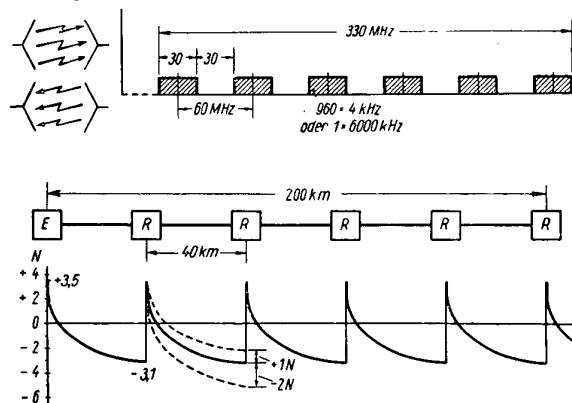 330 MHz
30 30
60 MHz
960 × 4 kHz
oder 1 × 6000 kHz
200 km
E R R R R R
40 km
N
+4
+3,5
+2
0
-2
-4
-6
-3,1
+1N
-2N